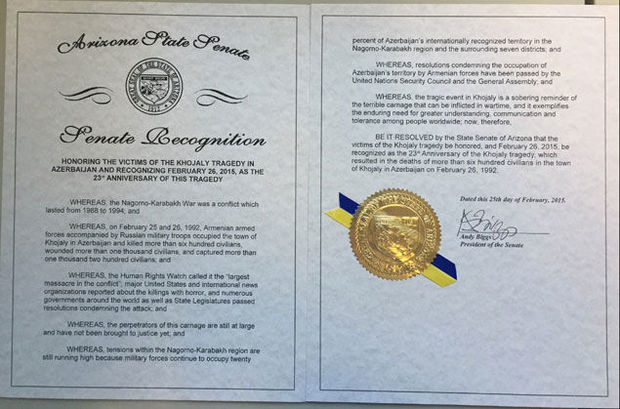 Arizona State Senate
Senate Recognition
HONORING THE VICTIMS OF THE KHOJALY TRAGEDY IN
AZERBAIJAN AND RECOGNIZING FEBRUARY 26, 2015, AS THE
23rd ANNIVERSARY OF THIS TRAGEDY
WHEREAS, the Nagorno-Karabakh War was a conflict which
lasted from 1988 to 1994; and
WHEREAS, on February 25 and 26, 1992, Armenian armed
forces accompanied by Russian military troops occupied the town of
Khojaly in Azerbaijan and killed more than six hundred civilians,
wounded more than one thousand civilians, and captured more than
one thousand two hundred civilians; and
WHEREAS, the Human Rights Watch called it the "largest
massacre in the conflict"; major United States and international news
organizations reported about the killings with horror, and numerous
governments around the world as well as State Legislatures passed
resolutions condemning the attack; and
WHEREAS, the perpetrators of this carnage are still at large
and have not been brought to justice yet; and
WHEREAS, tensions within the Nagorno-Karabakh region are
still running high because military forces continue to occupy twenty
percent of Azerbaijan's internationally recognized territory in the
Nagorno-Karabakh region and the surrounding seven districts; and
WHEREAS, resolutions condemning the occupation of
Azerbaijan's territory by Armenian forces have been passed by the
United Nations Security Council and the General Assembly; and
WHEREAS, the tragic event in Khojaly is a sobering reminder of
the terrible carnage that can be inflicted in wartime, and it exemplifies
the enduring need for greater understanding, communication and
tolerance among people worldwide; now, therefore,
BE IT RESOLVED by the State Senate of Arizona that the
victims of the Khojaly tragedy be honored, and February 26, 2015, be
recognized as the 23rd Anniversary of the Khojaly tragedy, which
resulted in the deaths of more than six hundred civilians in the town
of Khojaly in Azerbaijan on February 26, 1992.
Dated this 25th day of February, 2015.
Andy Biggs
President of the Senate